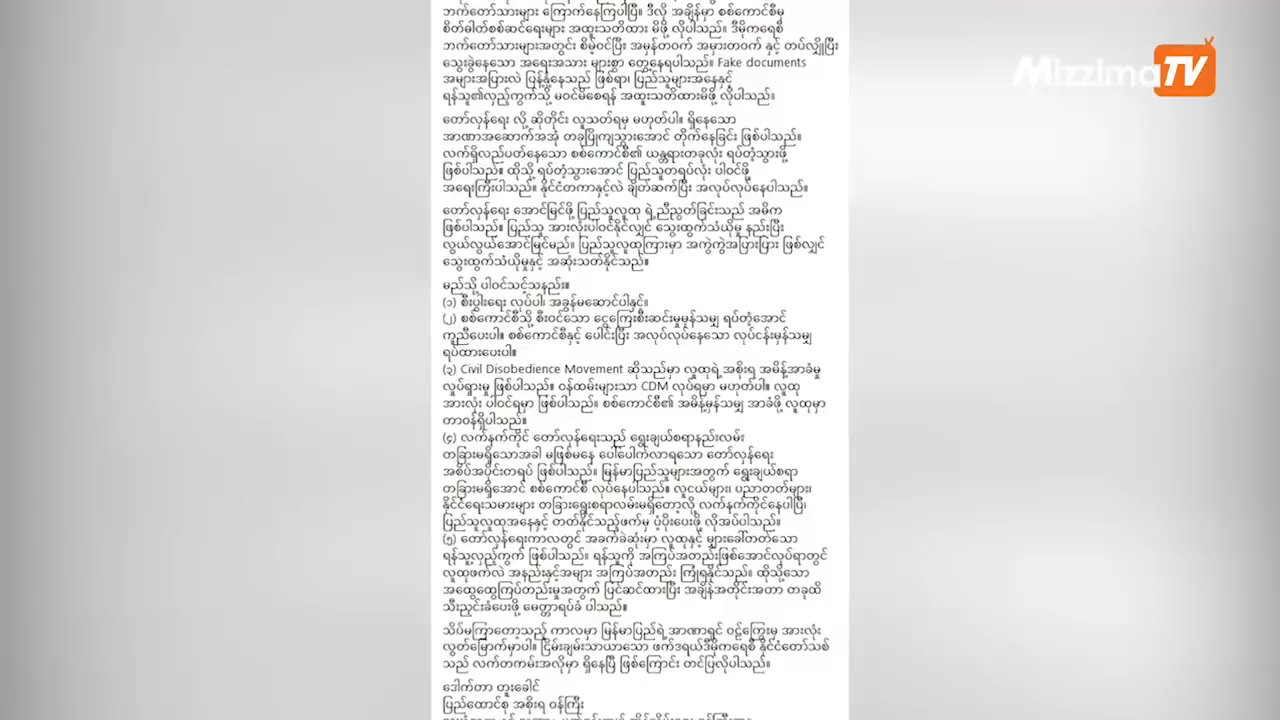 ဘက်တော်သားများ ကြောက်နေကြပါပြီ။ ဒီလို အချိန်မှာ စစ်ကောင်စီမှ
စိတ်ဓါတ်စစ်ဆင်ရေးများ အထူးသတိထား မိဖို့ လိုပါသည်။ ဒီမိုကရေစီ
ဘက်တော်သားများအတွင်း စိမ့်ဝင်ပြီး အမှန်တဝက် အမှားတဝက် နှင့် တပ်လျှိုပြီး
သွေးခွဲနေသော အရေးအသား များစွာ တွေ့နေရပါသည်။ Fake documents
အများအပြားလဲ ပြန့်နှံ့နေသည် ဖြစ်ရာ၊ ပြည်သူများအနေနှင့်
ရန်သူ၏လှည့်ကွက်သို့ မဝင်မိစေရန် အထူးသတိထားမိဖို့ လိုပါသည်။
တော်လှန်ရေး လို့ ဆိုတိုင်း လူသတ်ရမှ မဟုတ်ပါ။ ရှိနေသော
အာဏာအဆောက်အအုံ တခုပြိုကျသွားအောင် တိုက်နေခြင်း ဖြစ်ပါသည်။
လက်ရှိလည်ပတ်နေသော စစ်ကောင်စီ၏ ယန္တရားတခုလုံး ရပ်တံ့သွားဖို့
ဖြစ်ပါသည်။ ထိုသို့ ရပ်တံ့သွားအောင် ပြည်သူတရပ်လုံး ပါဝင်ဖို့
အရေးကြီးပါသည်။ နိုင်ငံတကာနှင့်လဲ ချိတ်ဆက်ပြီး အလုပ်လုပ်နေပါသည်။
တော်လှန်ရေး အောင်မြင်ဖို့ ပြည်သူလူထု ရဲ့ ညီညွတ်ခြင်းသည် အဓိက
ဖြစ်ပါသည်။ ပြည်သူ အားလုံးပါဝင်နိုင်လျှင် သွေးထွက်သံယိုမှု နည်းပြီး
လွယ်လွယ်အောင်မြင်မည်။ ပြည်သူလူထုကြားမှာ အကွဲကွဲအပြားပြား ဖြစ်လျှင်
သွေးထွက်သံယိုမှုနှင့် အဆုံးသတ်နိုင်သည်။
မည်သို့ ပါဝင်သင့်သနည်း။
(၁) စီးပွါးရေး လုပ်ပါ၊ အခွန်မဆောင်ပါနှင့်။
(၂) စစ်ကောင်စီသို့ စီးဝင်သော ငွေကြေးစီးဆင်းမှုမှန်သမျှ ရပ်တံ့အောင်
ကူညီပေးပါ။ စစ်ကောင်စီနှင့် ပေါင်းပြီး အလုပ်လုပ်နေသော လုပ်ငန်းမှန်သမျှ
ရပ်ထားပေးပါ။
(၃) Civil Disobedience Movement ဆိုသည်မှာ လူထုရဲ့ အစိုးရ အမိန့်အာခံမှု
လှုပ်ရှားမှု ဖြစ်ပါသည်။ ဝန်ထမ်းများသာ CDM လုပ်ရမှာ မဟုတ်ပါ။ လူထု
အားလုံး ပါဝင်ရမှာ ဖြစ်ပါသည်။ စစ်ကောင်စီ၏ အမိန့်မှန်သမျှ အာခံဖို့ လူထုမှာ
တာဝန်ရှိပါသည်။
(၄) လက်နက်ကိုင် တော်လှန်ရေးသည် ရွေးချယ်စရာနည်းလမ်း
တခြားမရှိသောအခါ မဖြစ်မနေ ပေါ်ပေါက်လာရသော တော်လှန်ရေး
အစိပ်အပိုင်းတရပ် ဖြစ်ပါသည်။ မြန်မာပြည်သူများအတွက် ရွေးချယ်စရာ
တခြားမရှိအောင် စစ်ကောင်စီ လုပ်နေပါသည်။ လူငယ်များ၊ ပညာတတ်များ၊
နိုင်ငံရေးသမားများ တခြားရွေးစရာလမ်းမရှိတော့လို့ လက်နက်ကိုင်နေပါပြီ၊
ပြည်သူလူထုအနေနှင့် တတ်နိုင်သည့်ဖက်မှ ပံ့ပိုးပေးဖို့ လိုအပ်ပါသည်။
(၅) တော်လှန်ရေးကာလတွင် အခက်ခဲဆုံးမှာ လူထုနှင့် မျှားခေါ်တတ်သော
ရန်သူ့လှည့်ကွက် ဖြစ်ပါသည်။ ရန်သူကို အကြပ်အတည်းဖြစ်အောင်လုပ်ရာတွင်
လူထုဖက်လဲ အနည်းနှင့်အများ အကြပ်အတည်း ကြုံရနိုင်သည်။ ထိုသို့သော
အထွေထွေကြပ်တည်းမှုအတွက် ပြင်ဆင်ထားပြီး အချိန်အတိုင်းအတာ တခုထိ
သီးညှင်းခံပေးဖို့ မေတ္တာရပ်ခံ ပါသည်။
သိပ်မကြာတော့သည့် ကာလမှာ မြန်မာပြည်ရဲ့ အာဏာရှင် ဝဋ်ကြွေးမှ အားလုံး
လွတ်မြောက်မှာပါ။ ငြိမ်းချမ်းသာယာသော ဖက်ဒရယ်ဒီမိုကရေစီ နိုင်ငံတော်သစ်
သည် လက်တကမ်းအလိုမှာ ရှိနေပြီ ဖြစ်ကြောင်း တင်ပြလိုပါသည်။
ဒေါက်တာ တူးခေါင်
ပြည်ထောင်စု အစိုးရ ဝန်ကြီး
Mizzima TV